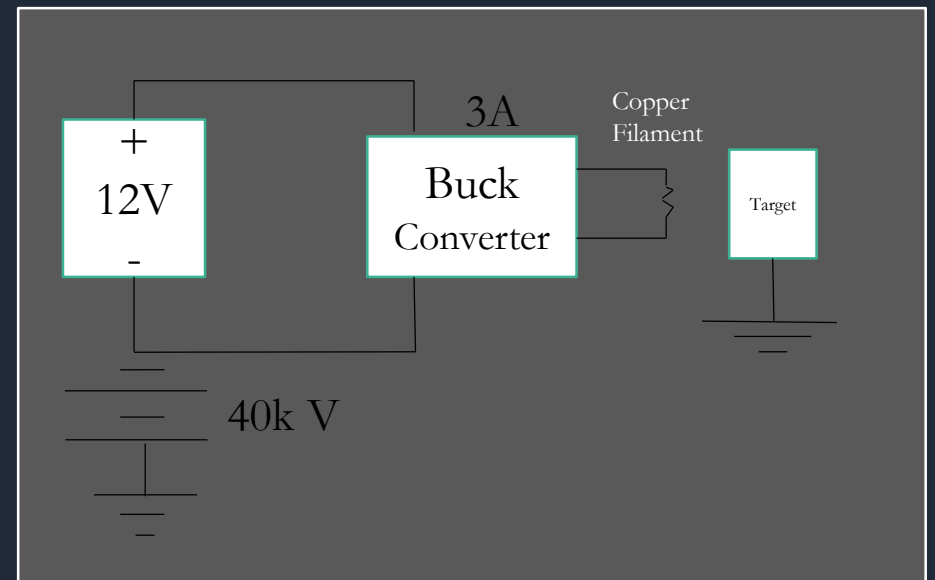 +
12V
-
3A
Buck
Converter
Copper
Filament
Target
40k V